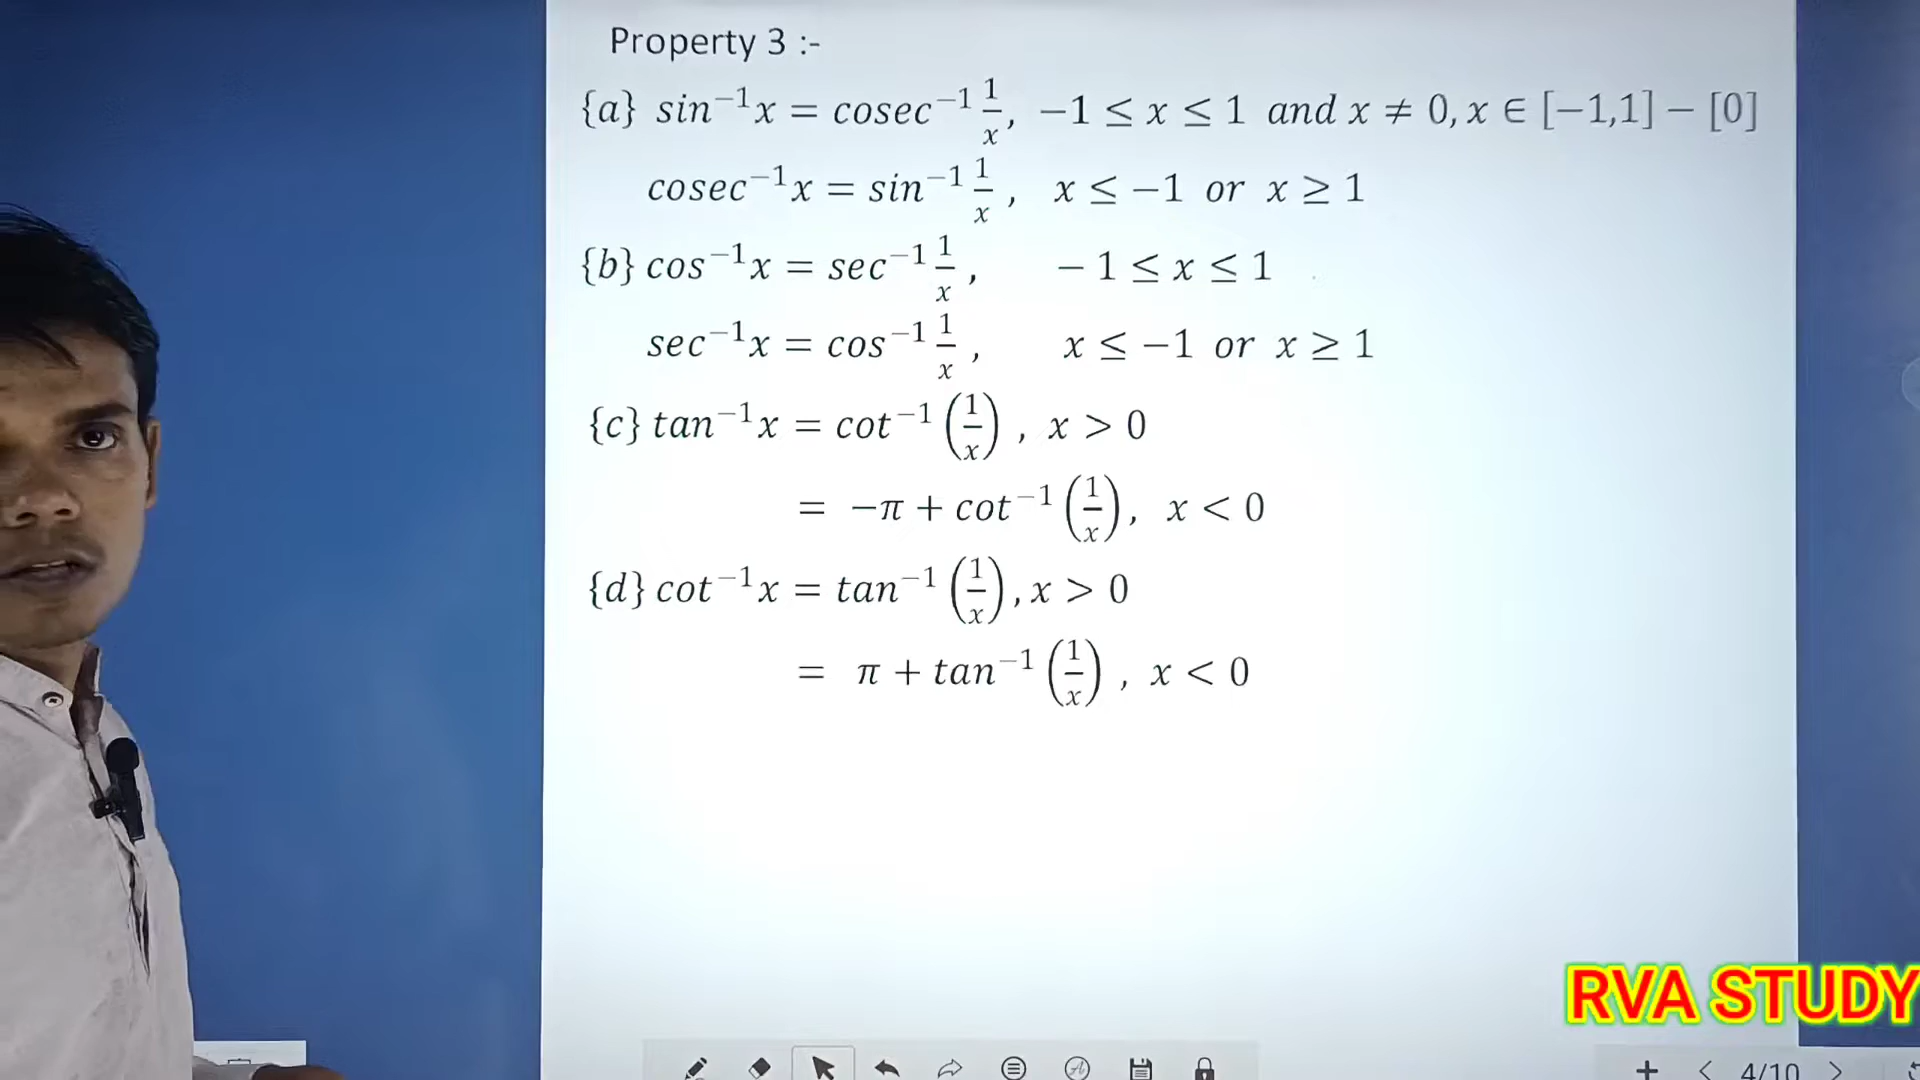 Property 3 :-
{a} sin⁻¹x = cosec⁻¹ 1/x, −1 ≤ x ≤ 1 and x ≠ 0, x ∈ [−1,1] − [0]
cosec⁻¹x = sin⁻¹ 1/x, x ≤ −1 or x ≥ 1
{b} cos⁻¹x = sec⁻¹ 1/x, − 1 ≤ x ≤ 1
sec⁻¹x = cos⁻¹ 1/x, x ≤ −1 or x ≥ 1
{c} tan⁻¹x = cot⁻¹ (1/x), x > 0
= −π + cot⁻¹ (1/x), x < 0
{d} cot⁻¹x = tan⁻¹ (1/x), x > 0
= π + tan⁻¹ (1/x), x < 0
RVA STUDY
4/10